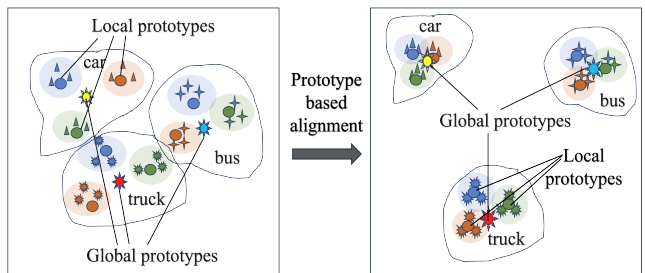 Local prototypes
car
bus
truck
Global prototypes
Prototype
based
alignment
car
bus
Global prototypes
Local
prototypes
truck